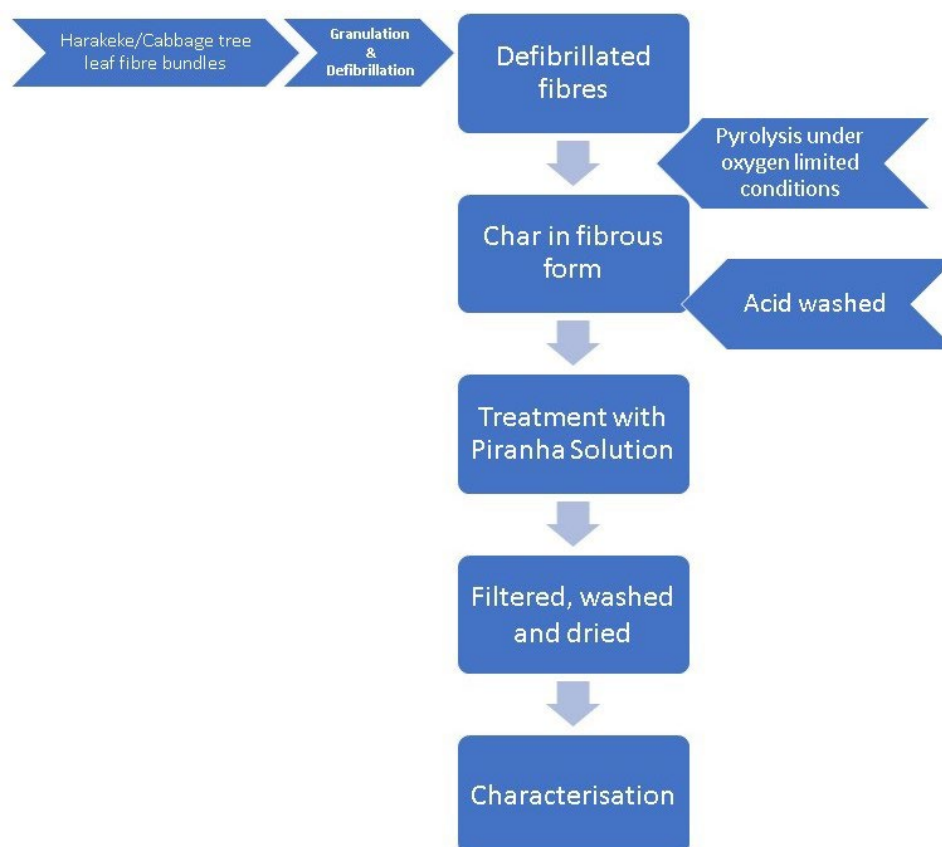 Harakeke/Cabbage tree
leaf fibre bundles
Granulation
&
Defibrillation
Defibrillated
fibres
Pyrolysis under
oxygen limited
conditions
Char in fibrous
form
Acid washed
Treatment with
Piranha Solution
Filtered, washed
and dried
Characterisation